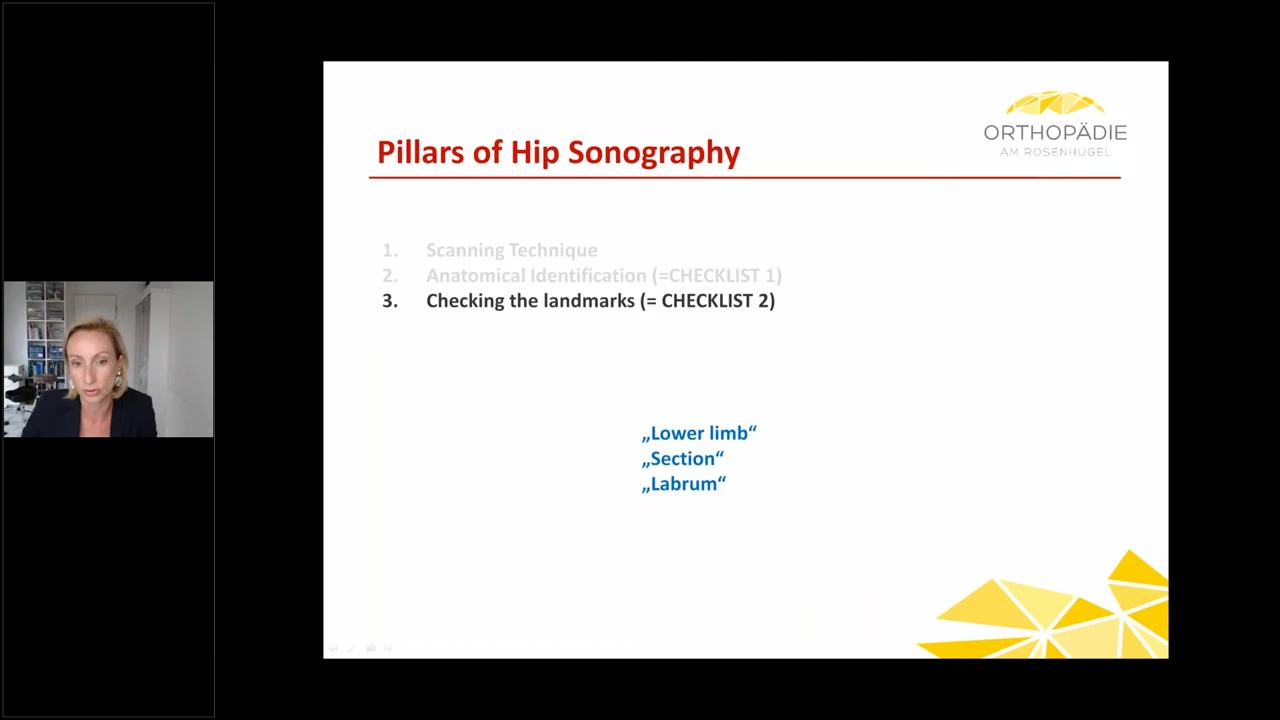 ORTHOPÄDIE
AM ROSENHÜGEL
Pillars of Hip Sonography
1. Scanning Technique
2. Anatomical Identification (=CHECKLIST 1)
3. Checking the landmarks (= CHECKLIST 2)
„Lower limb“
„Section“
„Labrum“